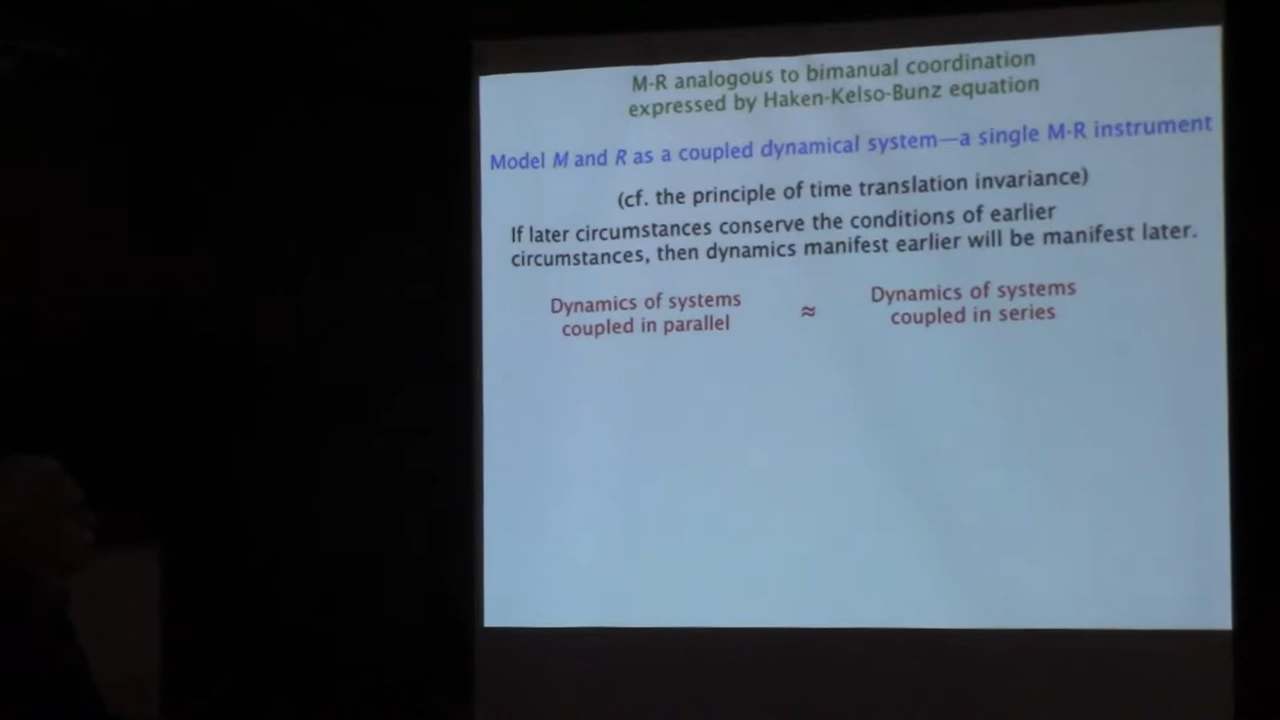 M-R analogous to bimanual coordination
expressed by Haken-Kelso-Bunz equation
Model M and R as a coupled dynamical system—a single M-R instrument
(cf. the principle of time translation invariance)
If later circumstances conserve the conditions of earlier
circumstances, then dynamics manifest earlier will be manifest later.
Dynamics of systems
coupled in parallel
≈
Dynamics of systems
coupled in series